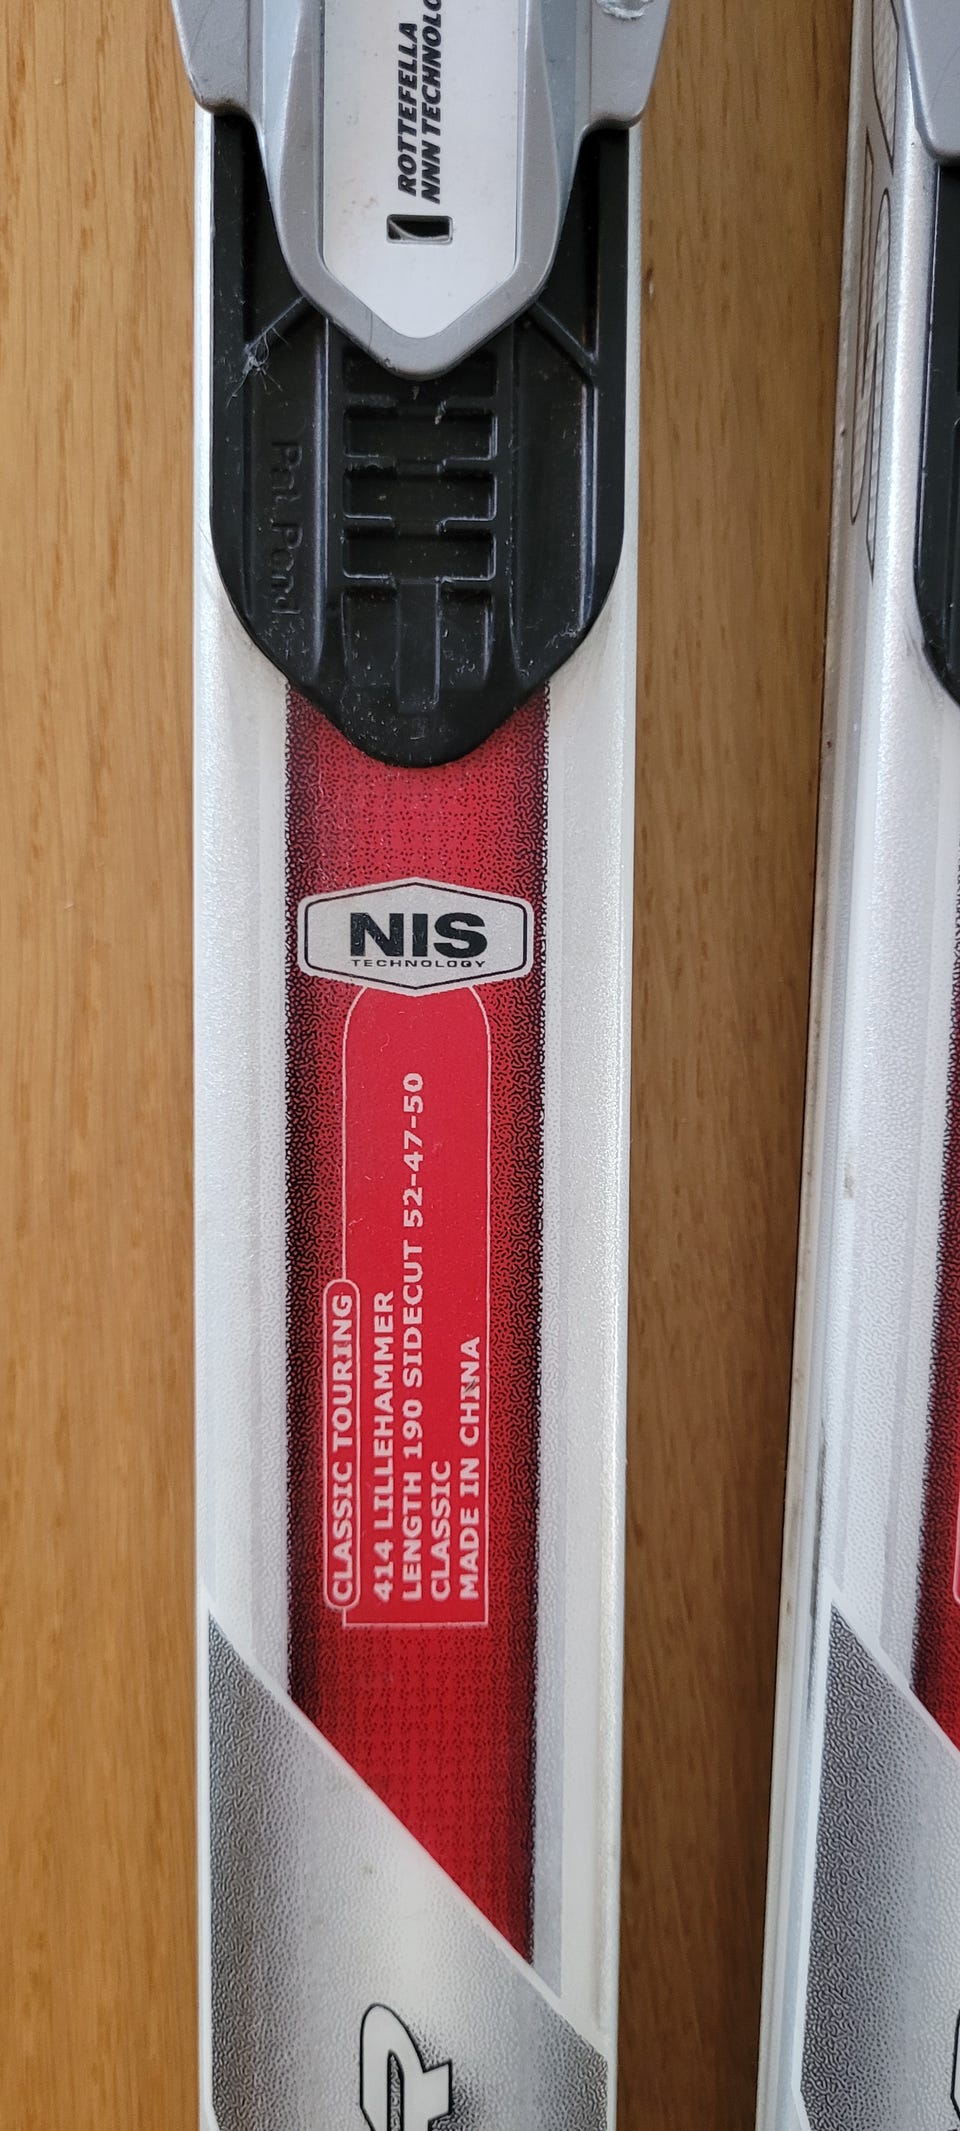 ROTTEFELLA
NNN TECHNOLO
Pat. Pend.
NIS
TECHNOLOGY
CLASSIC TOURING
414 LILLEHAMMER
LENGTH 190 SIDECUT 52-47-50
CLASSIC
MADE IN CHINA
R